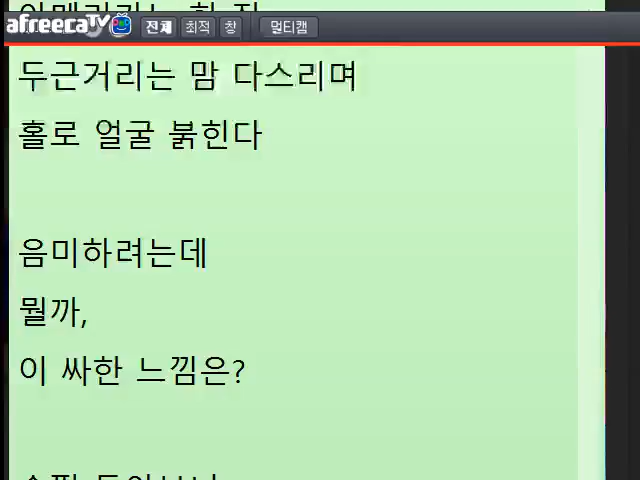 afreecaTV 전체 최적 창 멀티캠
두근거리는 맘 다스리며
홀로 얼굴 붉힌다
음미하려는데
뭘까,
이 싸한 느낌은?